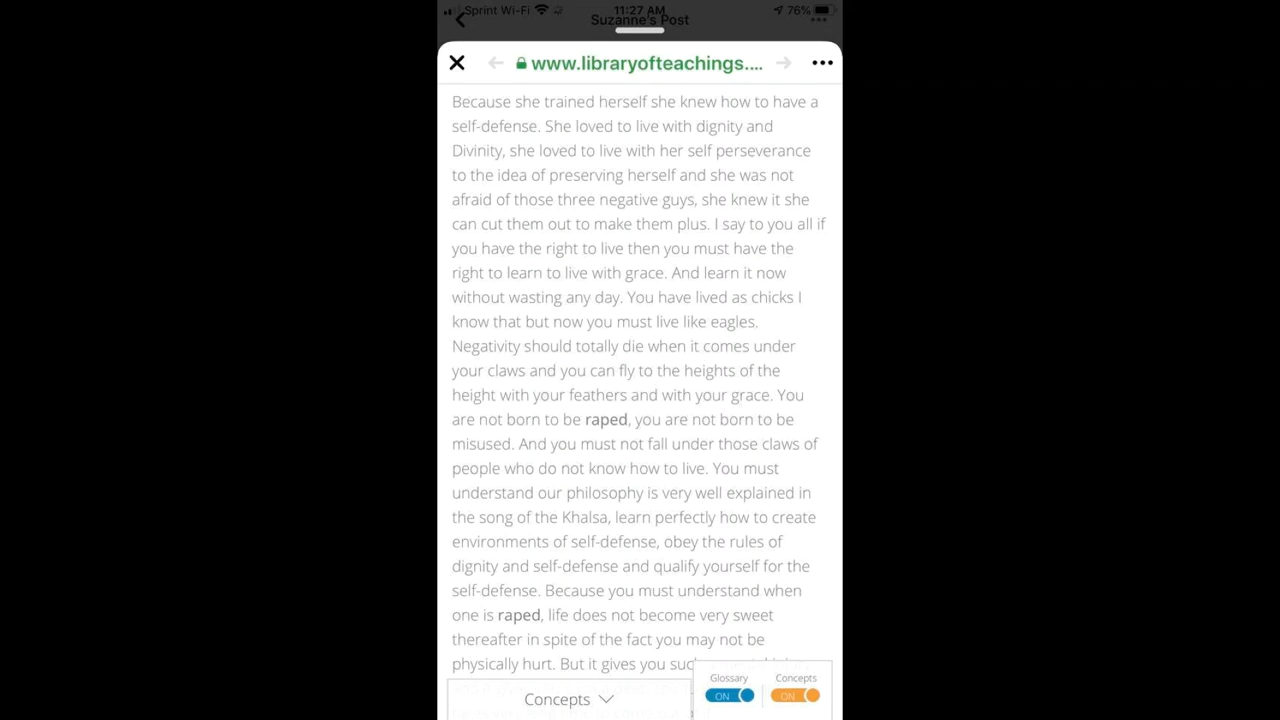 Sprint Wi-Fi 11:27 AM 76%
Suzanne's Post
www.libraryofteachings....
Because she trained herself she knew how to have a
self-defense. She loved to live with dignity and
Divinity, she loved to live with her self perseverance
to the idea of preserving herself and she was not
afraid of those three negative guys, she knew it she
can cut them out to make them plus. I say to you all if
you have the right to live then you must have the
right to learn to live with grace. And learn it now
without wasting any day. You have lived as chicks I
know that but now you must live like eagles.
Negativity should totally die when it comes under
your claws and you can fly to the heights of the
height with your feathers and with your grace. You
are not born to be raped, you are not born to be
misused. And you must not fall under those claws of
people who do not know how to live. You must
understand our philosophy is very well explained in
the song of the Khalsa, learn perfectly how to create
environments of self-defense, obey the rules of
dignity and self-defense and qualify yourself for the
self-defense. Because you must understand when
one is raped, life does not become very sweet
thereafter in spite of the fact you may not be
physically hurt. But it gives you
Glossary Concepts
ON ON
Concepts